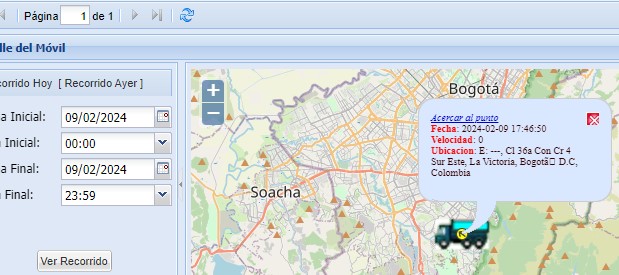 Página 1 de 1
lle del Móvil
corrido Hoy [ Recorrido Ayer ]
a Inicial: 09/02/2024
a Inicial: 00:00
a Final: 09/02/2024
a Final: 23:59
Ver Recorrido
+
−
Bogotá
Soacha
Acercar al punto
Fecha: 2024-02-09 17:46:50
Velocidad: 0
Ubicacion: E: ---, Cl 36a Con Cr 4
Sur Este, La Victoria, Bogotã� D.C,
Colombia